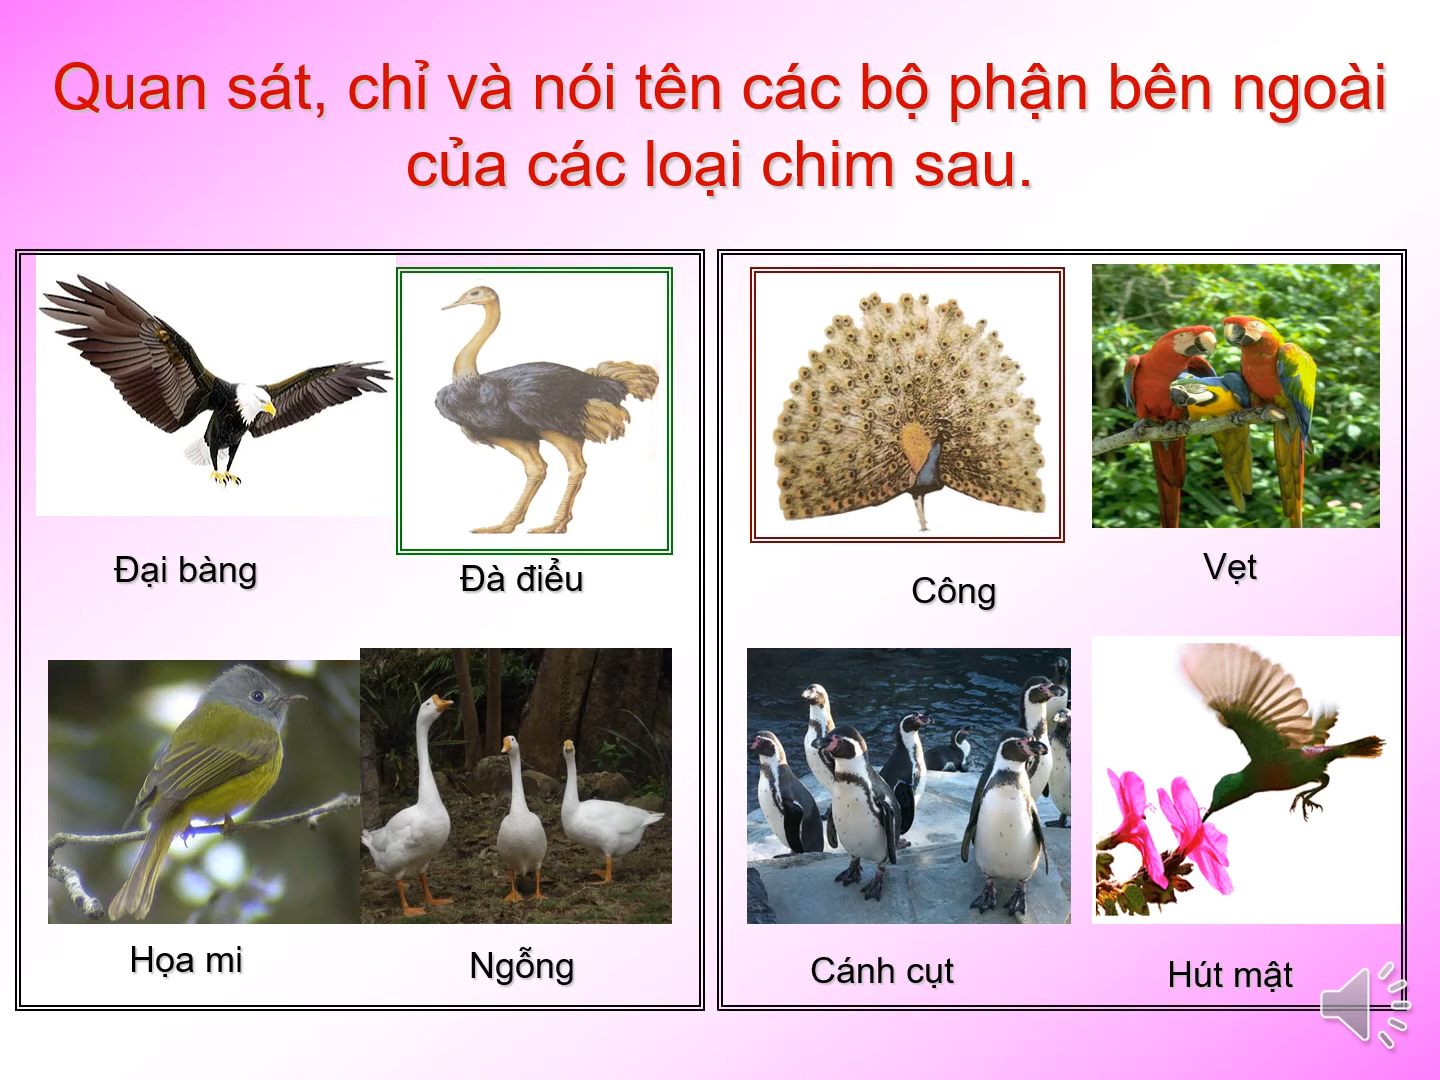 Quan sát, chỉ và nói tên các bộ phận bên ngoài
của các loại chim sau.
Đại bàng
Đà điểu
Công
Vẹt
Họa mi
Ngỗng
Cánh cụt
Hút mật